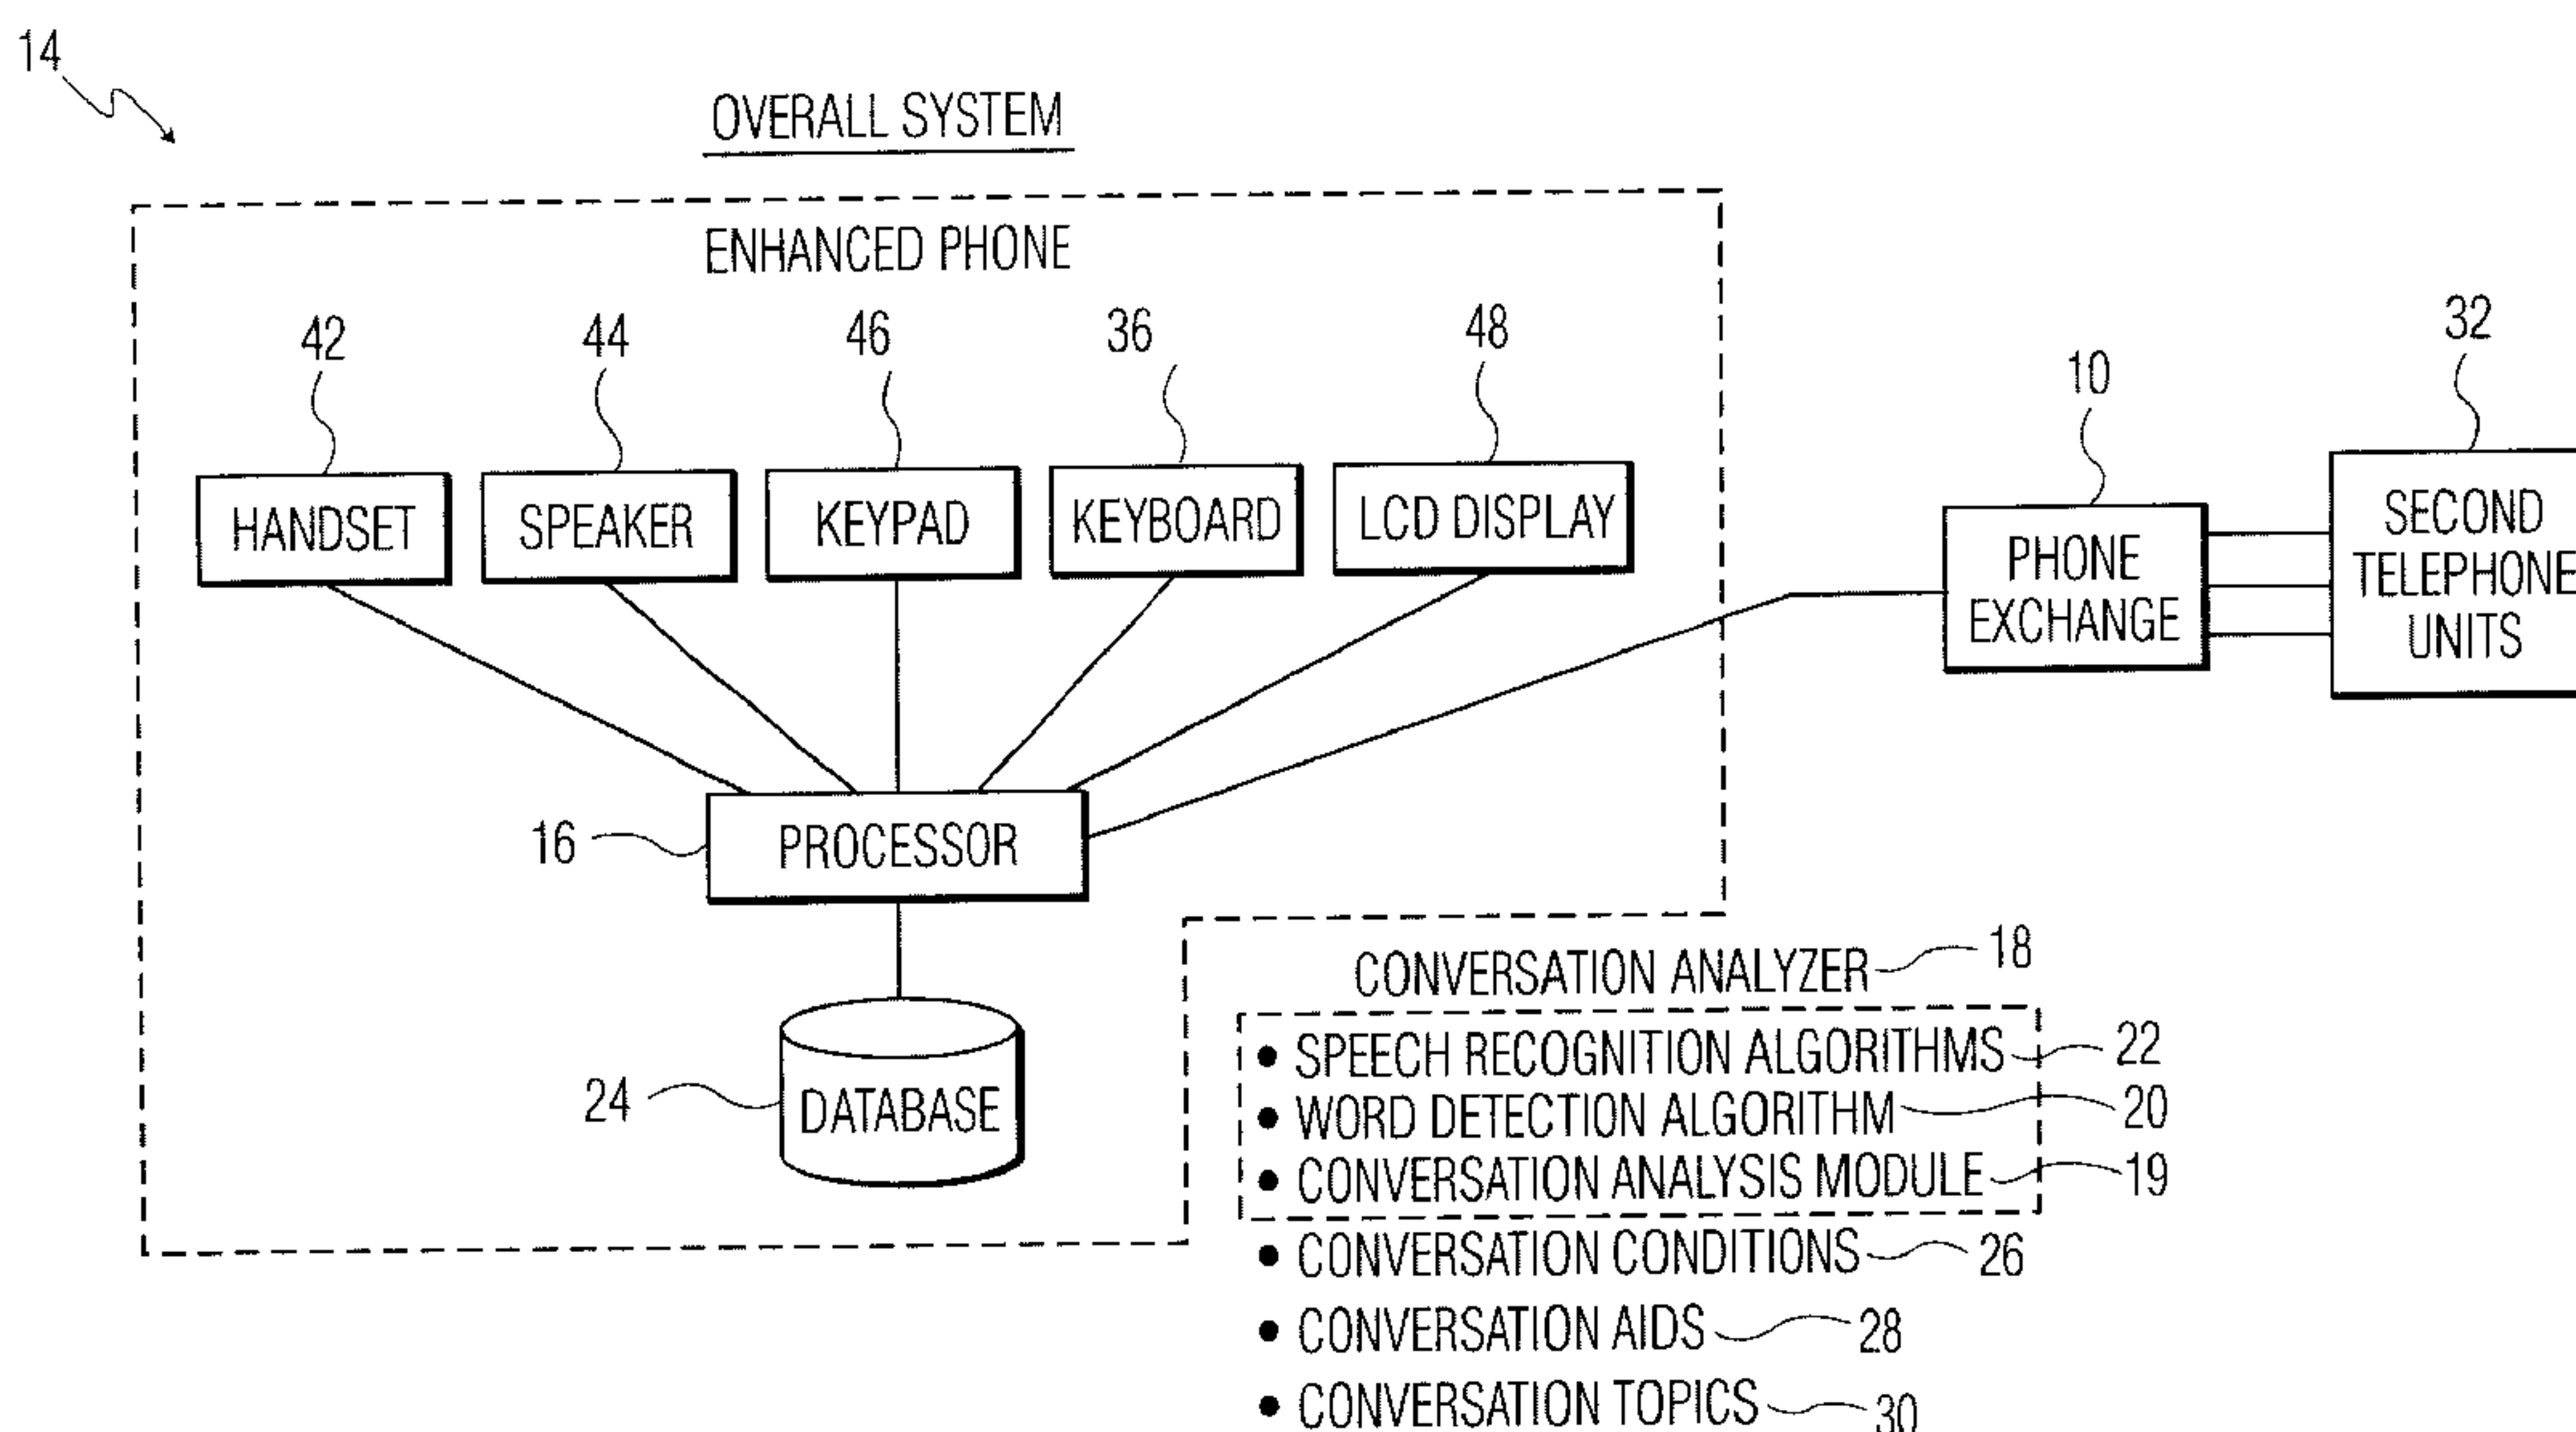 14
OVERALL SYSTEM
ENHANCED PHONE
42
44
46
36
48
10
32
HANDSET
SPEAKER
KEYPAD
KEYBOARD
LCD DISPLAY
PHONE
EXCHANGE
SECOND
TELEPHONE
UNITS
16
PROCESSOR
24
DATABASE
CONVERSATION ANALYZER 18
• SPEECH RECOGNITION ALGORITHMS 22
• WORD DETECTION ALGORITHM 20
• CONVERSATION ANALYSIS MODULE 19
• CONVERSATION CONDITIONS 26
• CONVERSATION AIDS 28
• CONVERSATION TOPICS 30